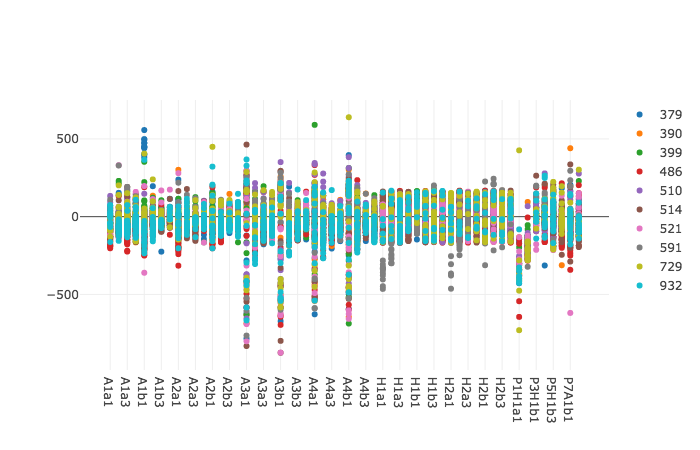 500
0
−500
A1a1
A1a3
A1b1
A1b3
A2a1
A2a3
A2b1
A2b3
A3a1
A3a3
A3b1
A3b3
A4a1
A4a3
A4b1
A4b3
H1a1
H1a3
H1b1
H1b3
H2a1
H2a3
H2b1
H2b3
P1H1a1
P3H1b1
P5H1b3
P7A1b1
379
390
399
486
510
514
521
591
729
932